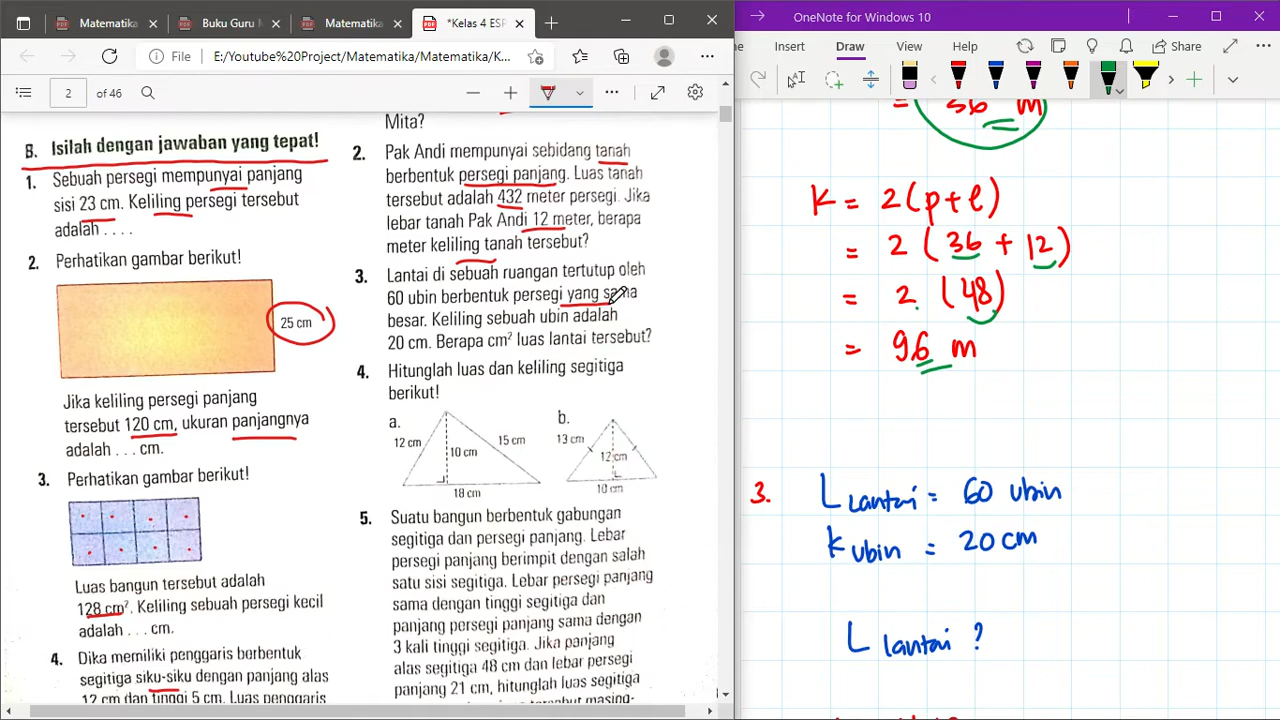 Matematika
Buku Guru M
Matematika
*Kelas 4 ESP
OneNote for Windows 10
File
E:/Youtube%20Project/Matematika/Matematika/K...
Insert
Draw
View
Help
Share
2
of 46
B. Isilah dengan jawaban yang tepat!
1. Sebuah persegi mempunyai panjang
sisi 23 cm. Keliling persegi tersebut
adalah . . . .
2. Perhatikan gambar berikut!
25 cm
Jika keliling persegi panjang
tersebut 120 cm, ukuran panjangnya
adalah . . . cm.
3. Perhatikan gambar berikut!
Luas bangun tersebut adalah
128 cm². Keliling sebuah persegi kecil
adalah . . . cm.
4. Dika memiliki penggaris berbentuk
segitiga siku-siku dengan panjang alas
12 cm dan tinggi 5 cm. Luas penggaris
Mita?
2. Pak Andi mempunyai sebidang tanah
berbentuk persegi panjang. Luas tanah
tersebut adalah 432 meter persegi. Jika
lebar tanah Pak Andi 12 meter, berapa
meter keliling tanah tersebut?
3. Lantai di sebuah ruangan tertutup oleh
60 ubin berbentuk persegi yang sama
besar. Keliling sebuah ubin adalah
20 cm. Berapa cm² luas lantai tersebut?
4. Hitunglah luas dan keliling segitiga
berikut!
a.
12 cm
10 cm
15 cm
18 cm
b.
13 cm
12 cm
10 cm
5. Suatu bangun berbentuk gabungan
segitiga dan persegi panjang. Lebar
persegi panjang berimpit dengan salah
satu sisi segitiga. Lebar persegi panjang
sama dengan tinggi segitiga dan
panjang persegi panjang sama dengan
3 kali tinggi segitiga. Jika panjang
alas segitiga 48 cm dan lebar persegi
panjang 21 cm, hitunglah luas segitiga
= 36 m
K = 2(p+l)
= 2 (36 + 12)
= 2 (48)
= 96 m
3. L lantai = 60 ubin
k ubin = 20 cm
L lantai ?